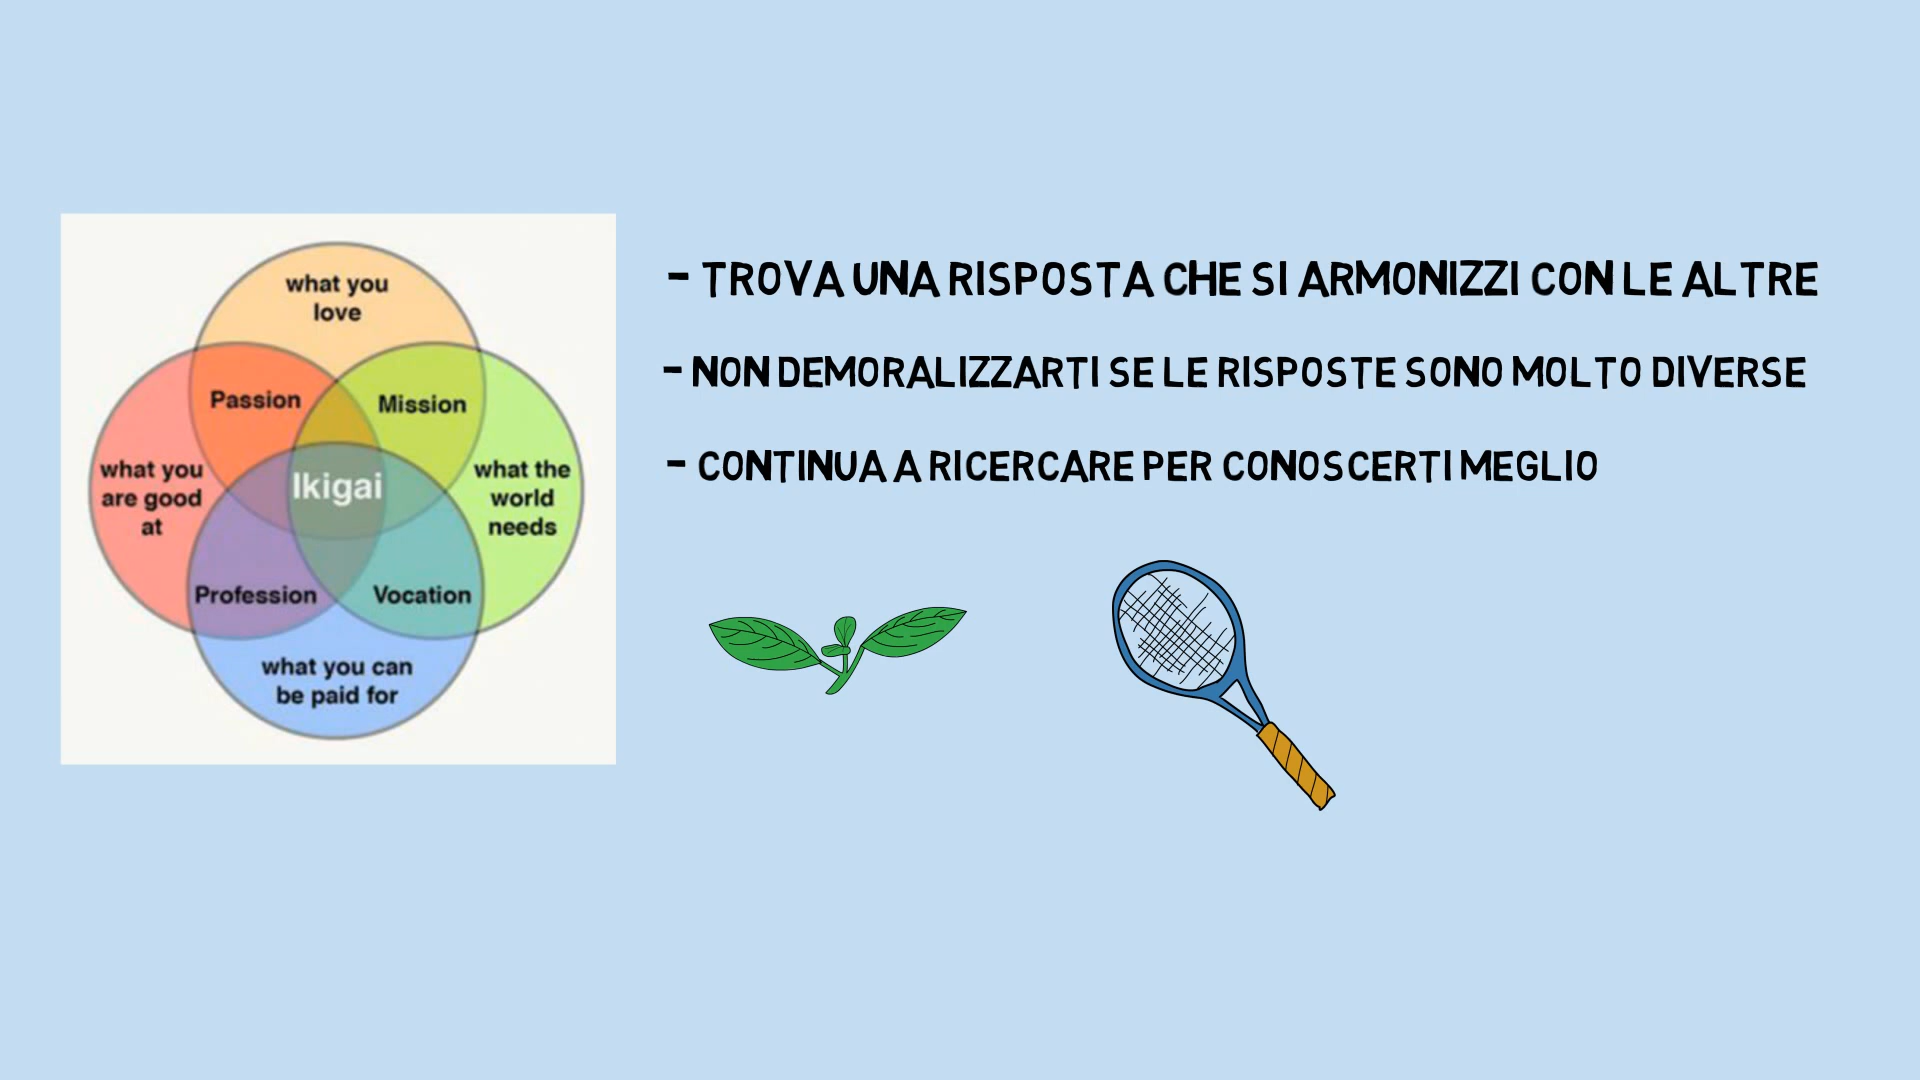 what you
love
Passion
Mission
what you
are good
at
Ikigai
what the
world
needs
Profession
Vocation
what you can
be paid for
- TROVA UNA RISPOSTA CHE SI ARMONIZZI CON LE ALTRE
- NON DEMORALIZZARTI SE LE RISPOSTE SONO MOLTO DIVERSE
- CONTINUA A RICERCARE PER CONOSCERTI MEGLIO